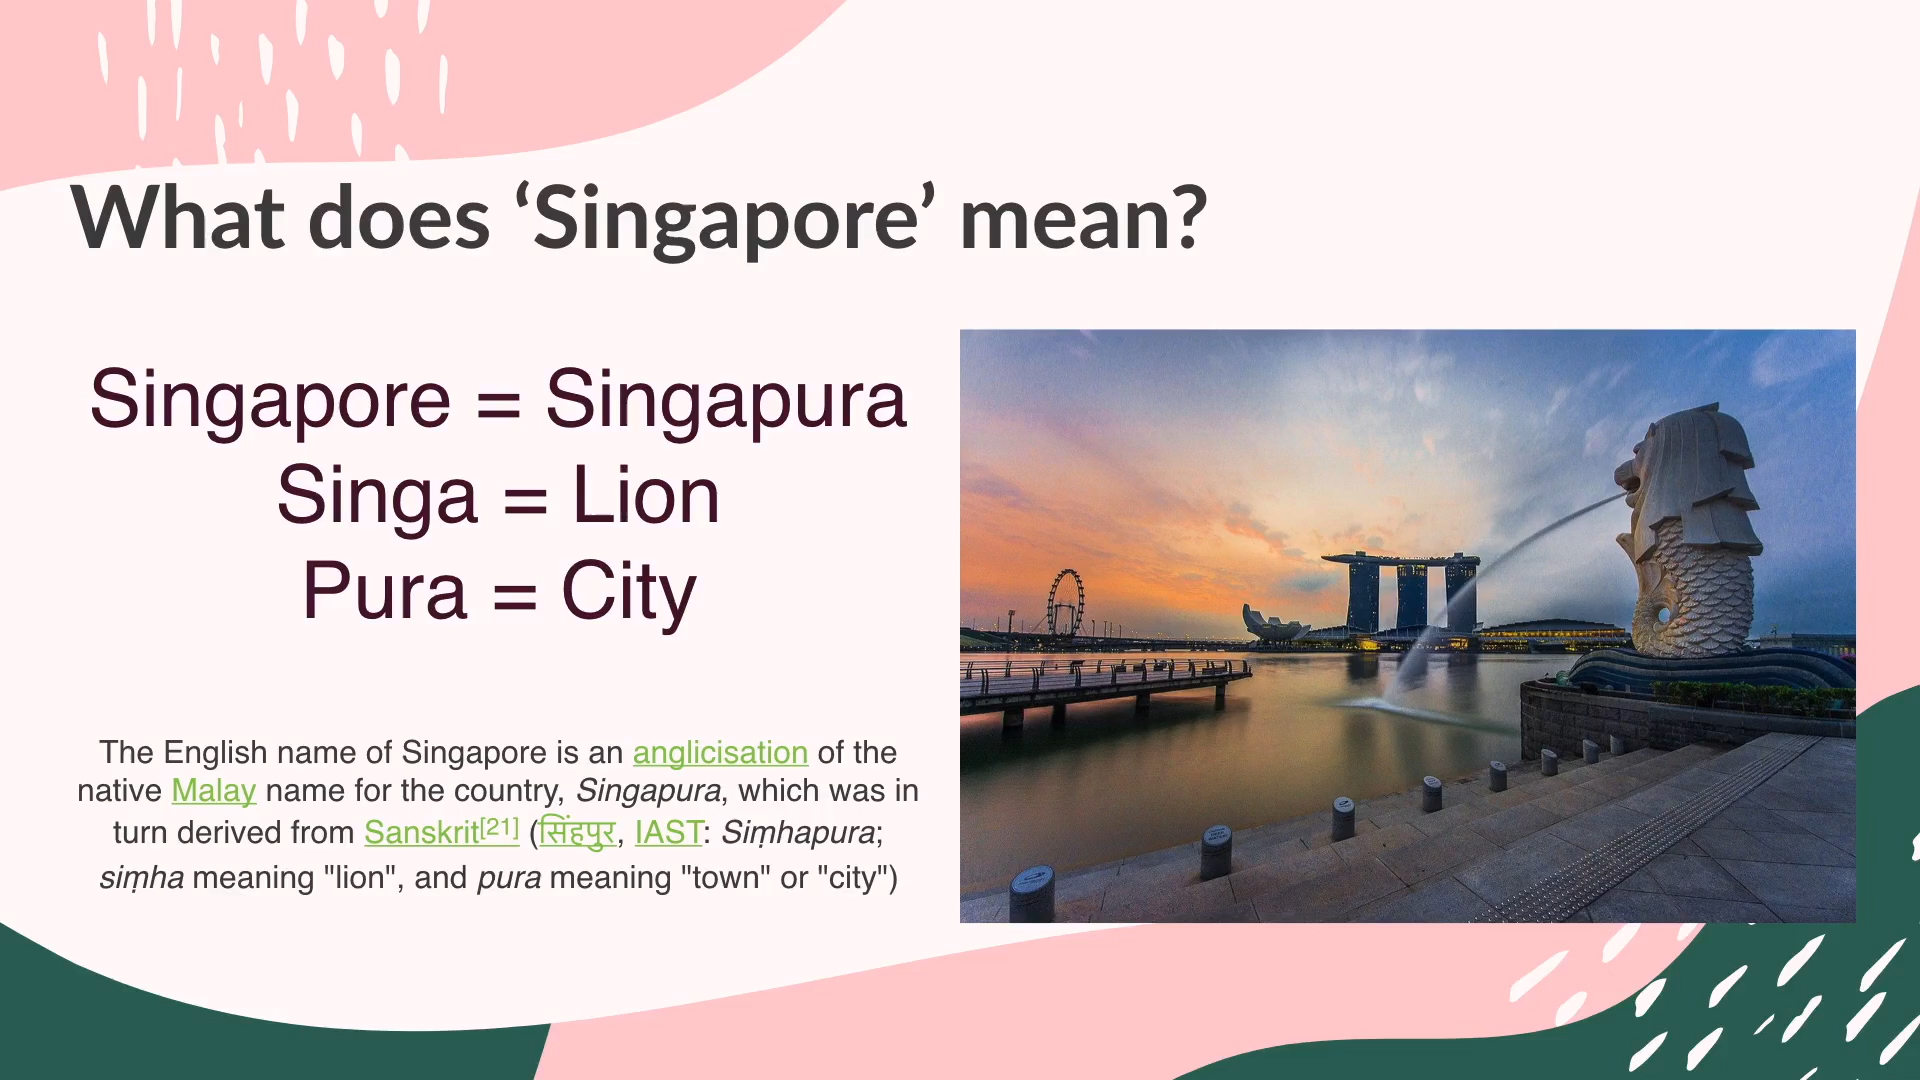 What does ‘Singapore’ mean?
Singapore = Singapura
Singa = Lion
Pura = City
The English name of Singapore is an anglicisation of the
native Malay name for the country, Singapura, which was in
turn derived from Sanskrit[21] (सिंहपुर, IAST: Siṃhapura;
siṃha meaning "lion", and pura meaning "town" or "city")